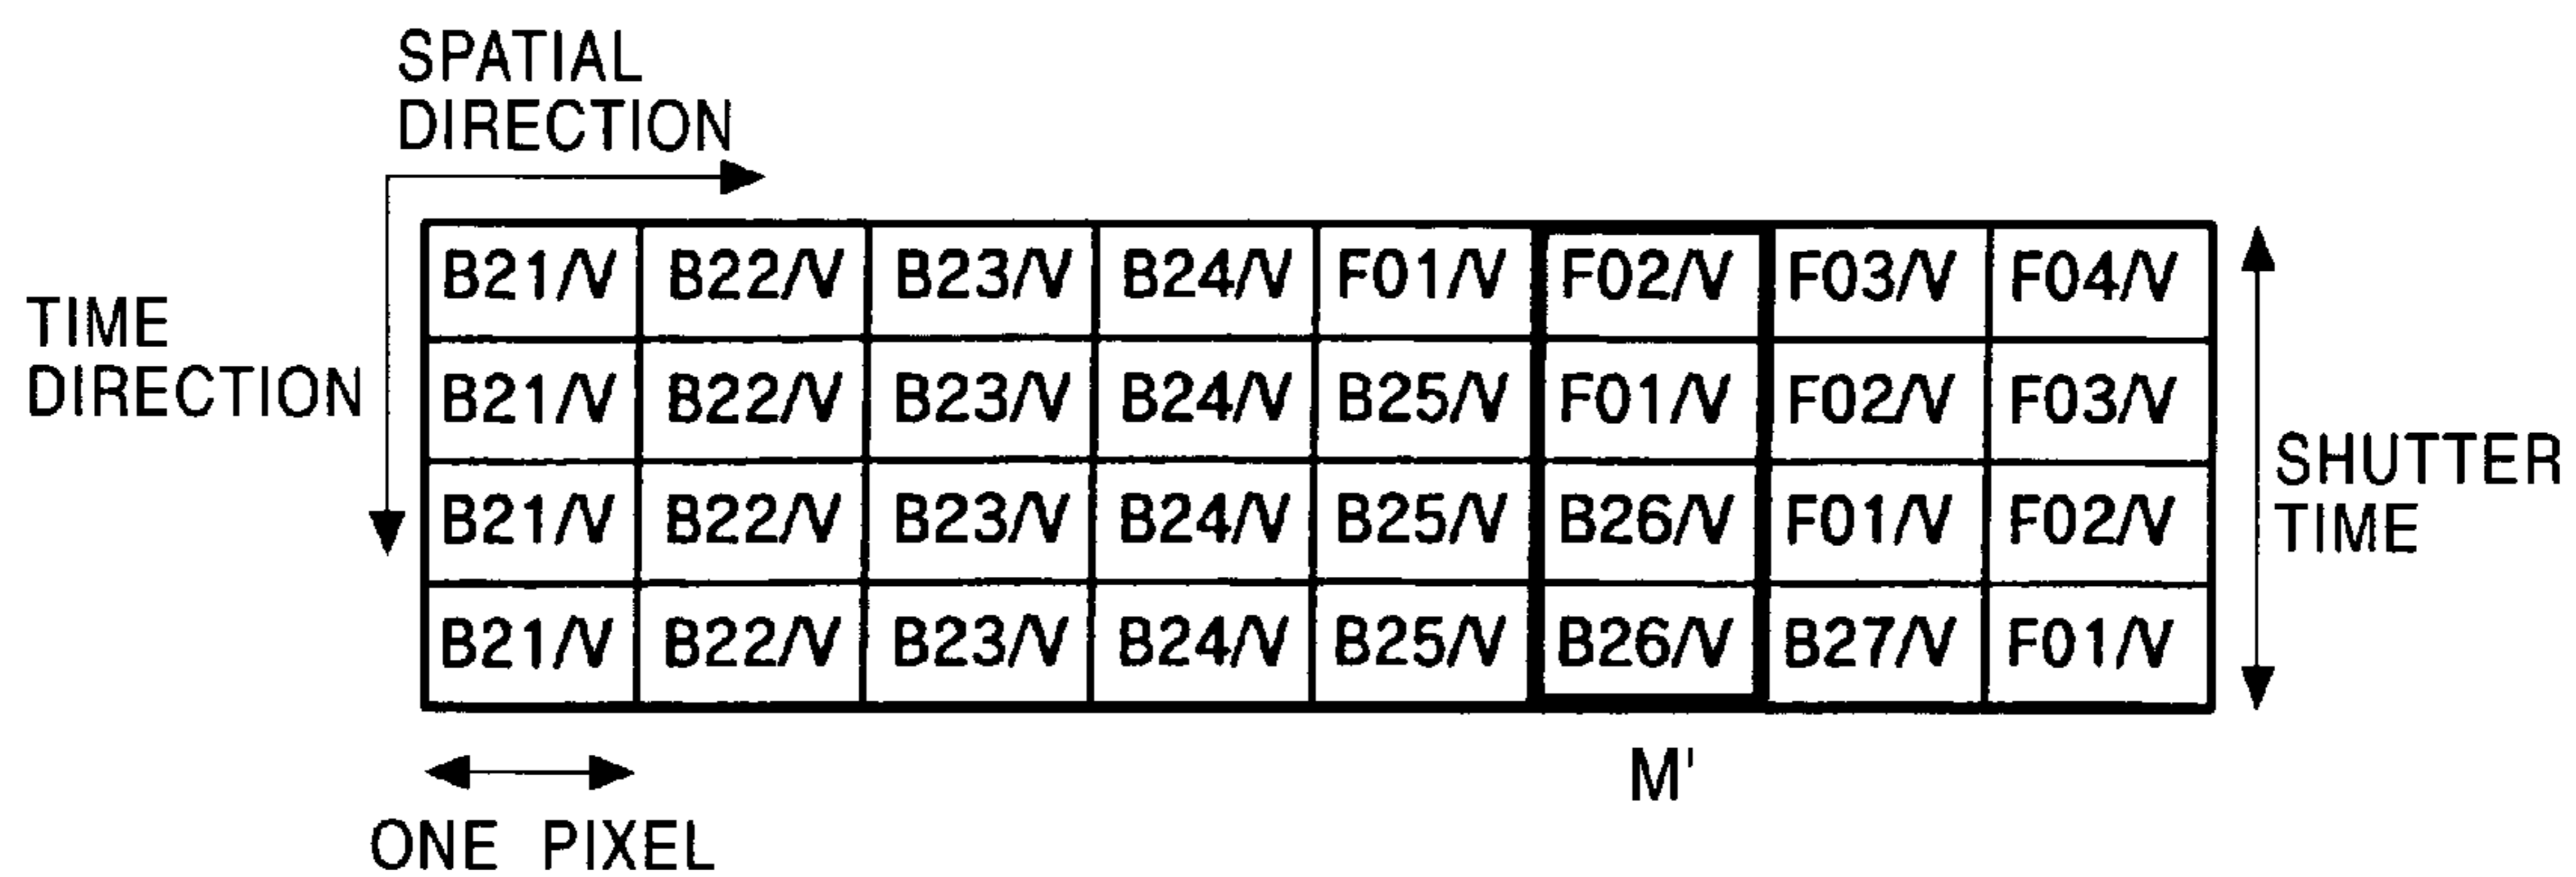 SPATIAL
DIRECTION
TIME
DIRECTION
B21/V B22/V B23/V B24/V F01/V F02/V F03/V F04/V
B21/V B22/V B23/V B24/V B25/V F01/V F02/V F03/V
B21/V B22/V B23/V B24/V B25/V B26/V F01/V F02/V
B21/V B22/V B23/V B24/V B25/V B26/V B27/V F01/V
SHUTTER
TIME
M'
ONE PIXEL